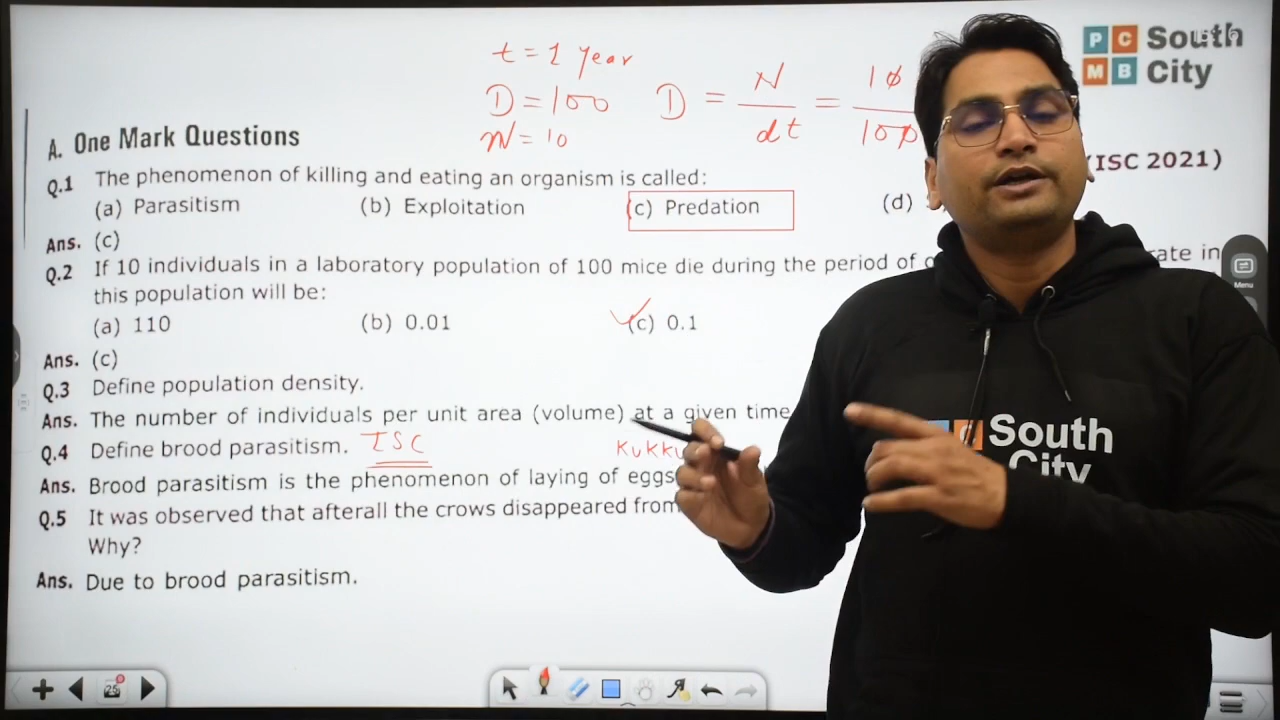 t = 1 year
D = 100
N = 10
D = N / dt = 10 / 100
P C M B South City
A. One Mark Questions
(ISC 2021)
Q.1 The phenomenon of killing and eating an organism is called:
(a) Parasitism (b) Exploitation (c) Predation (d)
Ans. (c)
Q.2 If 10 individuals in a laboratory population of 100 mice die during the period of rate in
this population will be:
(a) 110 (b) 0.01 (c) 0.1
Ans. (c)
Q.3 Define population density.
Ans. The number of individuals per unit area (volume) at a given time
Q.4 Define brood parasitism. ISC
Ans. Brood parasitism is the phenomenon of laying of eggs
Q.5 It was observed that afterall the crows disappeared from
Why?
Ans. Due to brood parasitism.
South
City
Menu
25